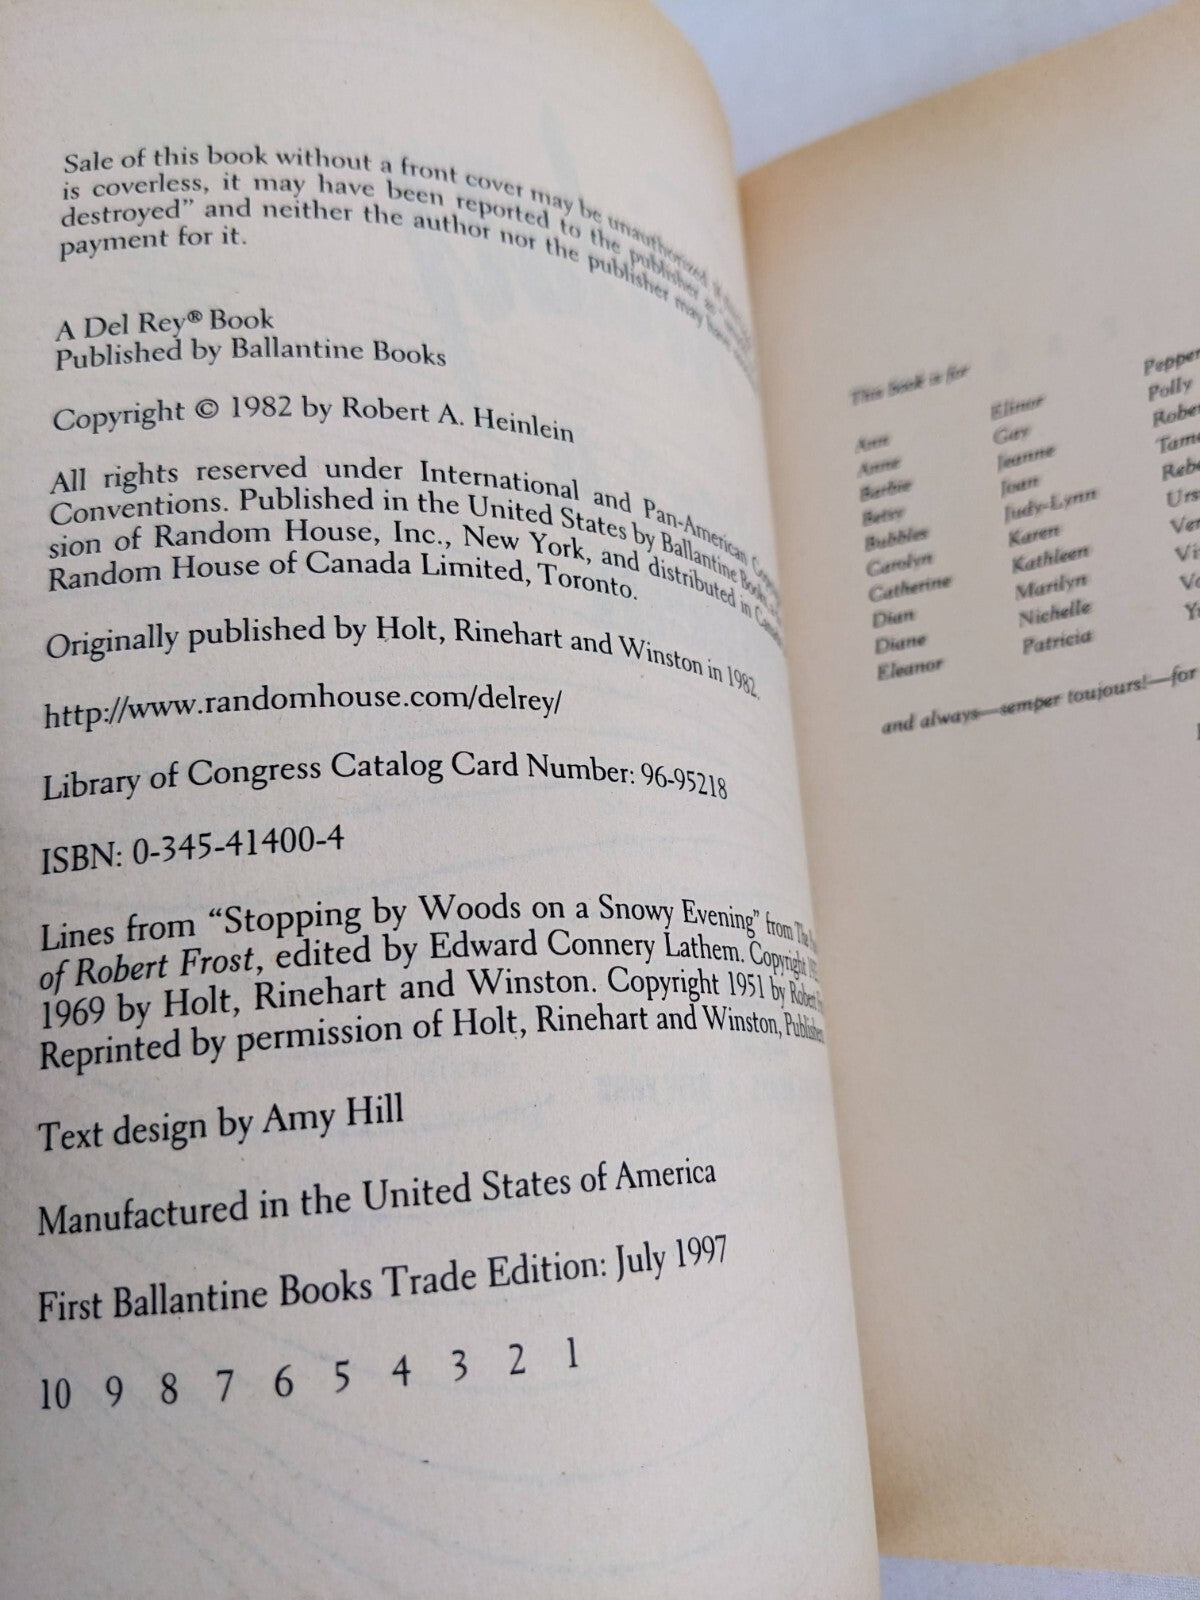 Sale of this book without a front cover may be unauthorized. If
is coverless, it may have been reported to the publisher as
destroyed” and neither the author nor the publisher may have
payment for it.
A Del Rey® Book
Published by Ballantine Books
Copyright © 1982 by Robert A. Heinlein
All rights reserved under International and Pan-American
Conventions. Published in the United States by Ballantine Books,
sion of Random House, Inc., New York, and distributed in
Random House of Canada Limited, Toronto.
Originally published by Holt, Rinehart and Winston in 1982.
http://www.randomhouse.com/delrey/
Library of Congress Catalog Card Number: 96-95218
ISBN: 0-345-41400-4
Lines from “Stopping by Woods on a Snowy Evening” from The
of Robert Frost, edited by Edward Connery Lathem. Copyright
1969 by Holt, Rinehart and Winston. Copyright 1951 by Robert
Reprinted by permission of Holt, Rinehart and Winston,
Text design by Amy Hill
Manufactured in the United States of America
First Ballantine Books Trade Edition: July 1997
10 9 8 7 6 5 4 3 2 1
This book is for
Ann
Anne
Barbie
Betsy
Bubbles
Carolyn
Catherine
Dian
Diane
Eleanor
Elinor
Gay
Jeanne
Joan
Judy-Lynn
Karen
Kathleen
Marilyn
Nichelle
Patricia
Pepper
Polly
and always—semper toujours!—for